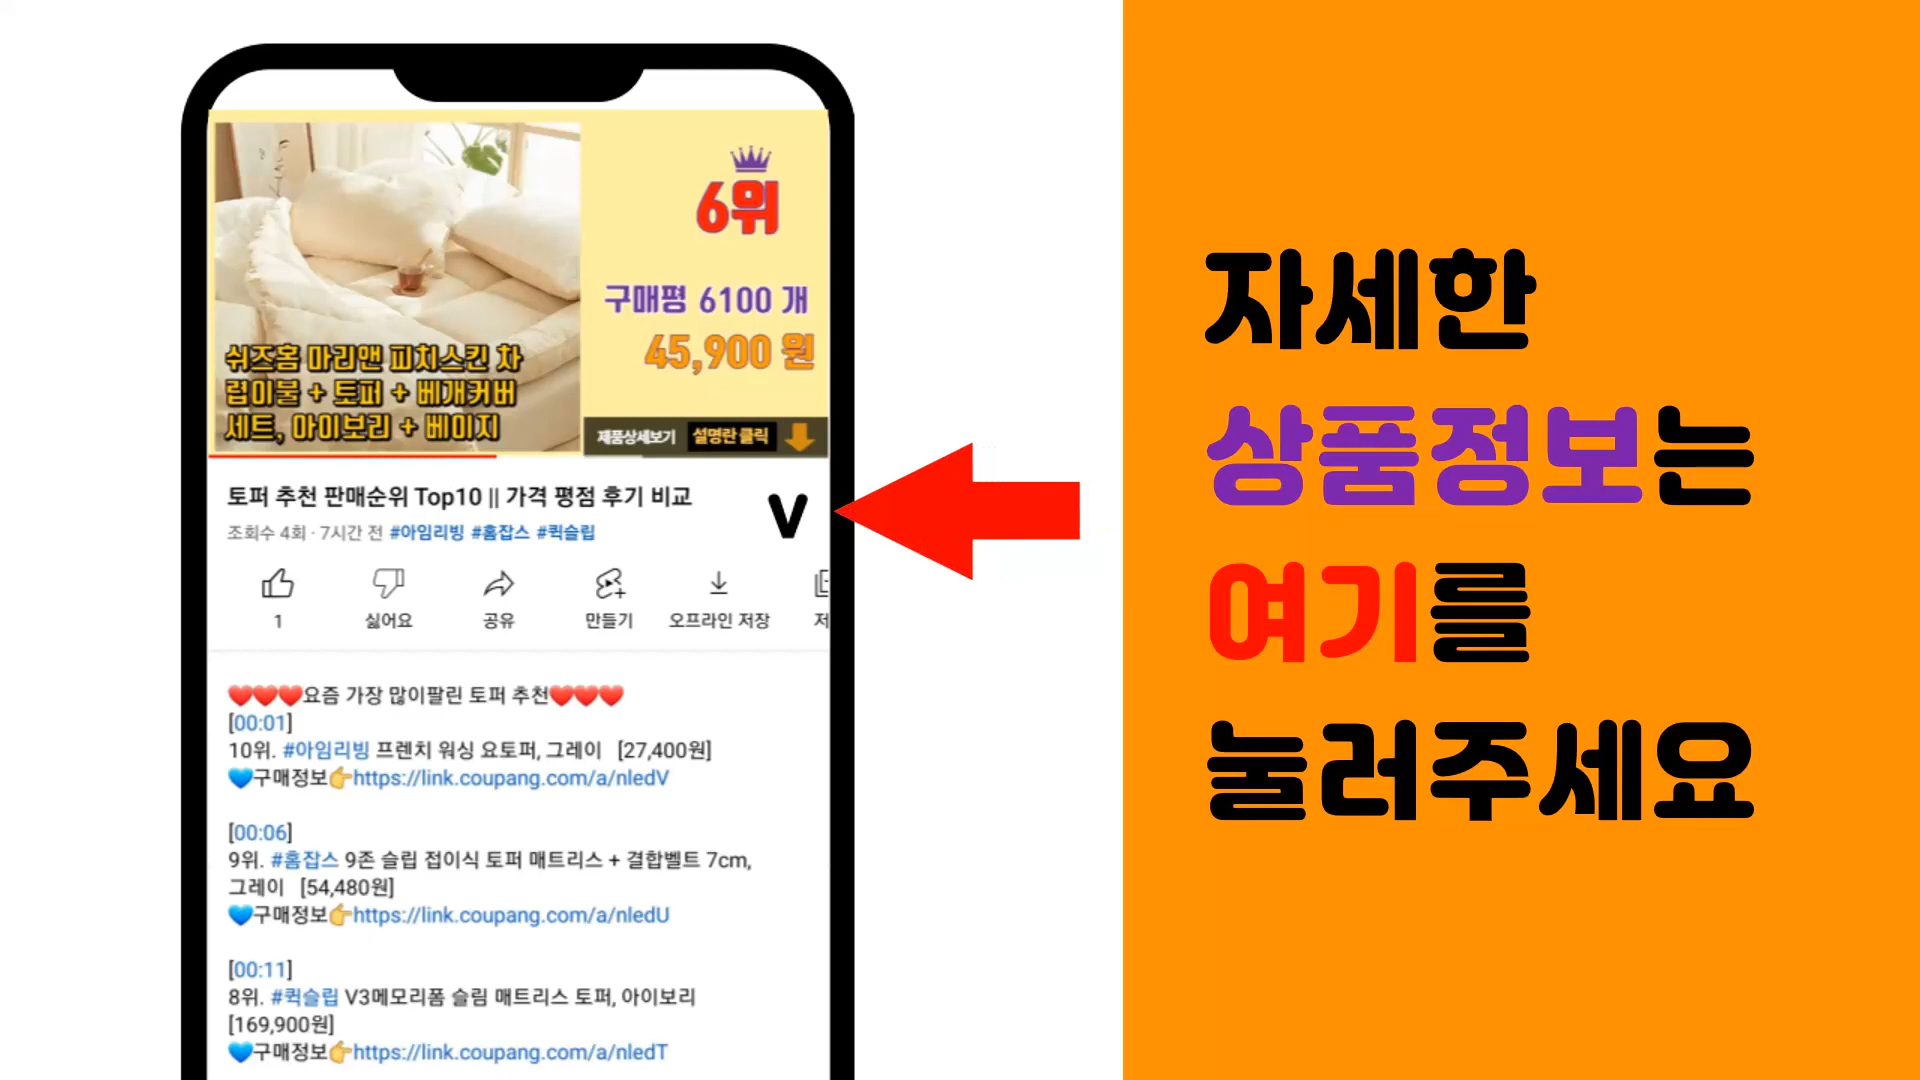 6위
구매평 6100 개
45,900 원
쉬즈홈 마리앤 피치스킨 차
렵이불 + 토퍼 + 베개커버
세트, 아이보리 + 베이지
제품상세보기 설명란 클릭
토퍼 추천 판매순위 Top10 || 가격 평점 후기 비교
V
조회수 4회 · 7시간 전 #아임리빙 #홈잡스 #퀵슬립
1 싫어요 공유 만들기 오프라인 저장 저
❤️❤️❤️요즘 가장 많이팔린 토퍼 추천❤️❤️❤️
[00:01]
10위. #아임리빙 프렌치 워싱 요토퍼, 그레이 [27,400원]
💙구매정보👉https://link.coupang.com/a/nledV
[00:06]
9위. #홈잡스 9존 슬립 접이식 토퍼 매트리스 + 결합벨트 7cm,
그레이 [54,480원]
💙구매정보👉https://link.coupang.com/a/nledU
[00:11]
8위. #퀵슬립 V3메모리폼 슬림 매트리스 토퍼, 아이보리
[169,900원]
💙구매정보👉https://link.coupang.com/a/nledT
자세한
상품정보는
여기를
눌러주세요